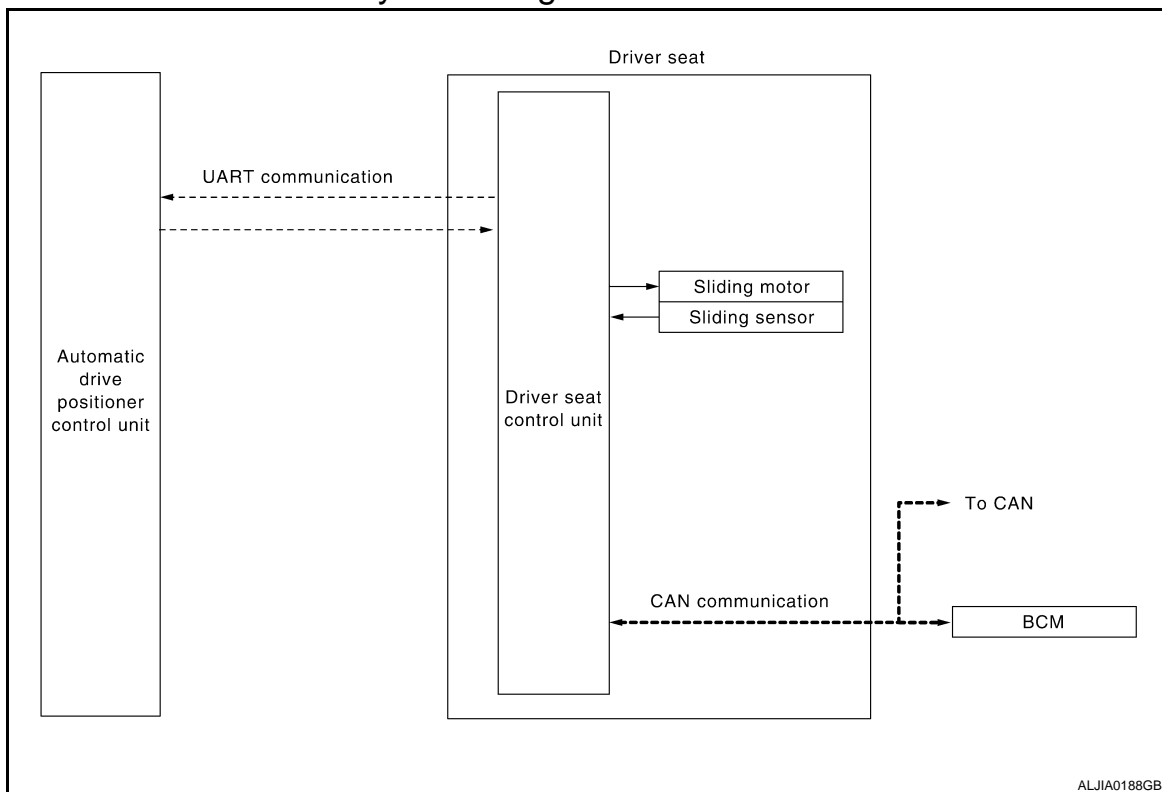 Driver seat
UART communication
Sliding motor
Sliding sensor
Automatic
drive
positioner
control unit
Driver seat
control unit
To CAN
CAN communication
BCM
ALJIA0188GB